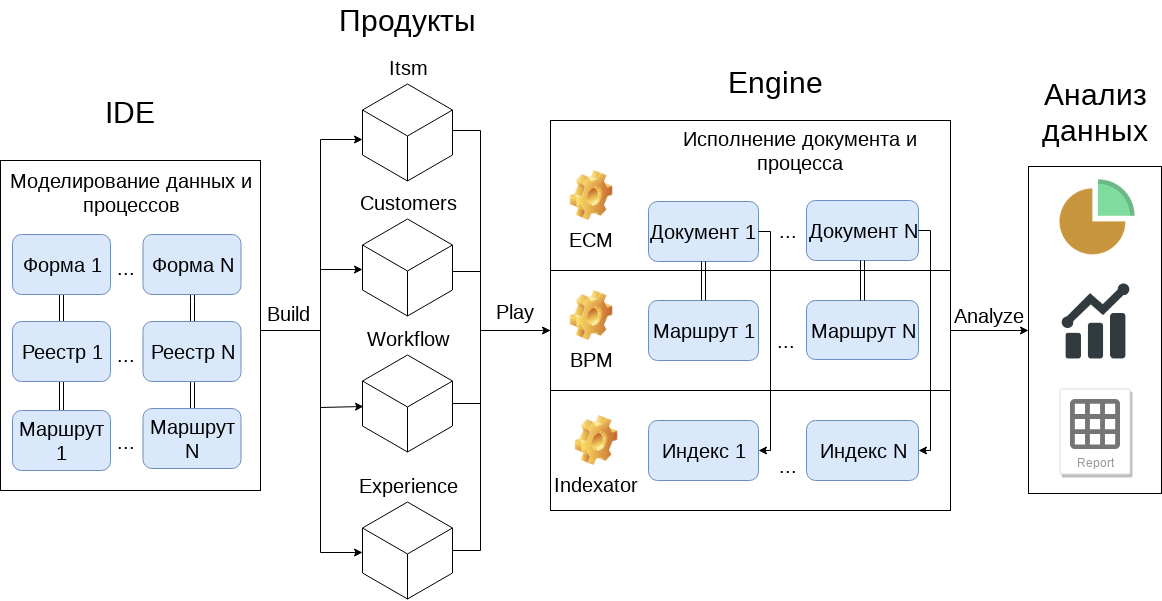 IDE
Моделирование данных и
процессов
Форма 1
...
Форма N
Реестр 1
...
Реестр N
Маршрут
1
...
Маршрут
N
Build
Продукты
Itsm
Customers
Workflow
Experience
Play
Engine
Исполнение документа и
процесса
ECM
Документ 1
...
Документ N
BPM
Маршрут 1
...
Маршрут N
Indexator
Индекс 1
...
Индекс N
Analyze
Анализ
данных
Report